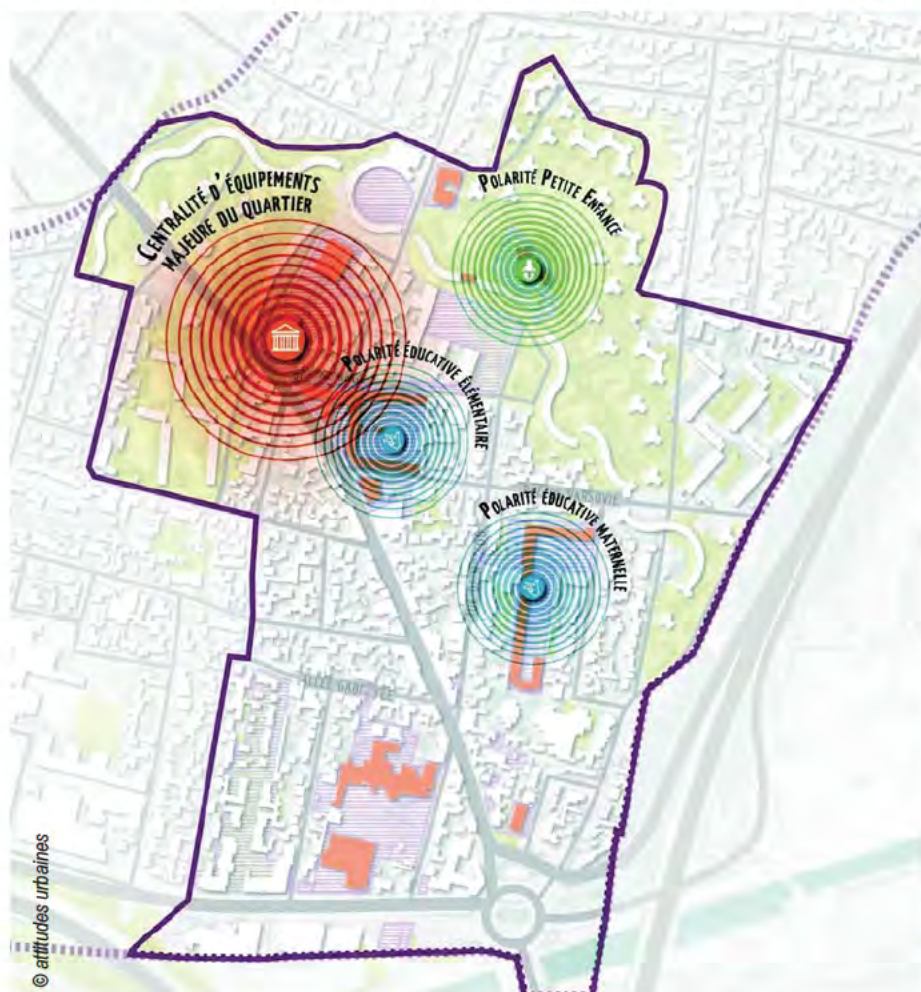 CENTRALITÉ D'ÉQUIPEMENTS
MAJEURE DU QUARTIER
POLARITÉ PETITE ENFANCE
POLARITÉ ÉDUCATIVE ÉLÉMENTAIRE
POLARITÉ ÉDUCATIVE MATERNELLE
© attitudes urbaines